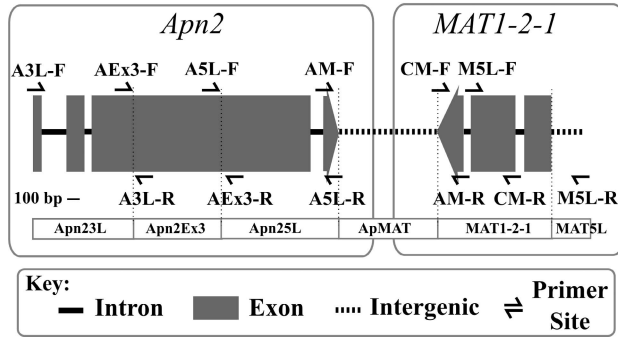 Apn2
MAT1-2-1
A3L-F AEx3-F A5L-F AM-F CM-F M5L-F
100 bp
A3L-R AEx3-R A5L-R AM-R CM-R M5L-R
Apn23L Apn2Ex3 Apn25L ApMAT MAT1-2-1 MAT5L
Key:
Intron Exon Intergenic Primer Site